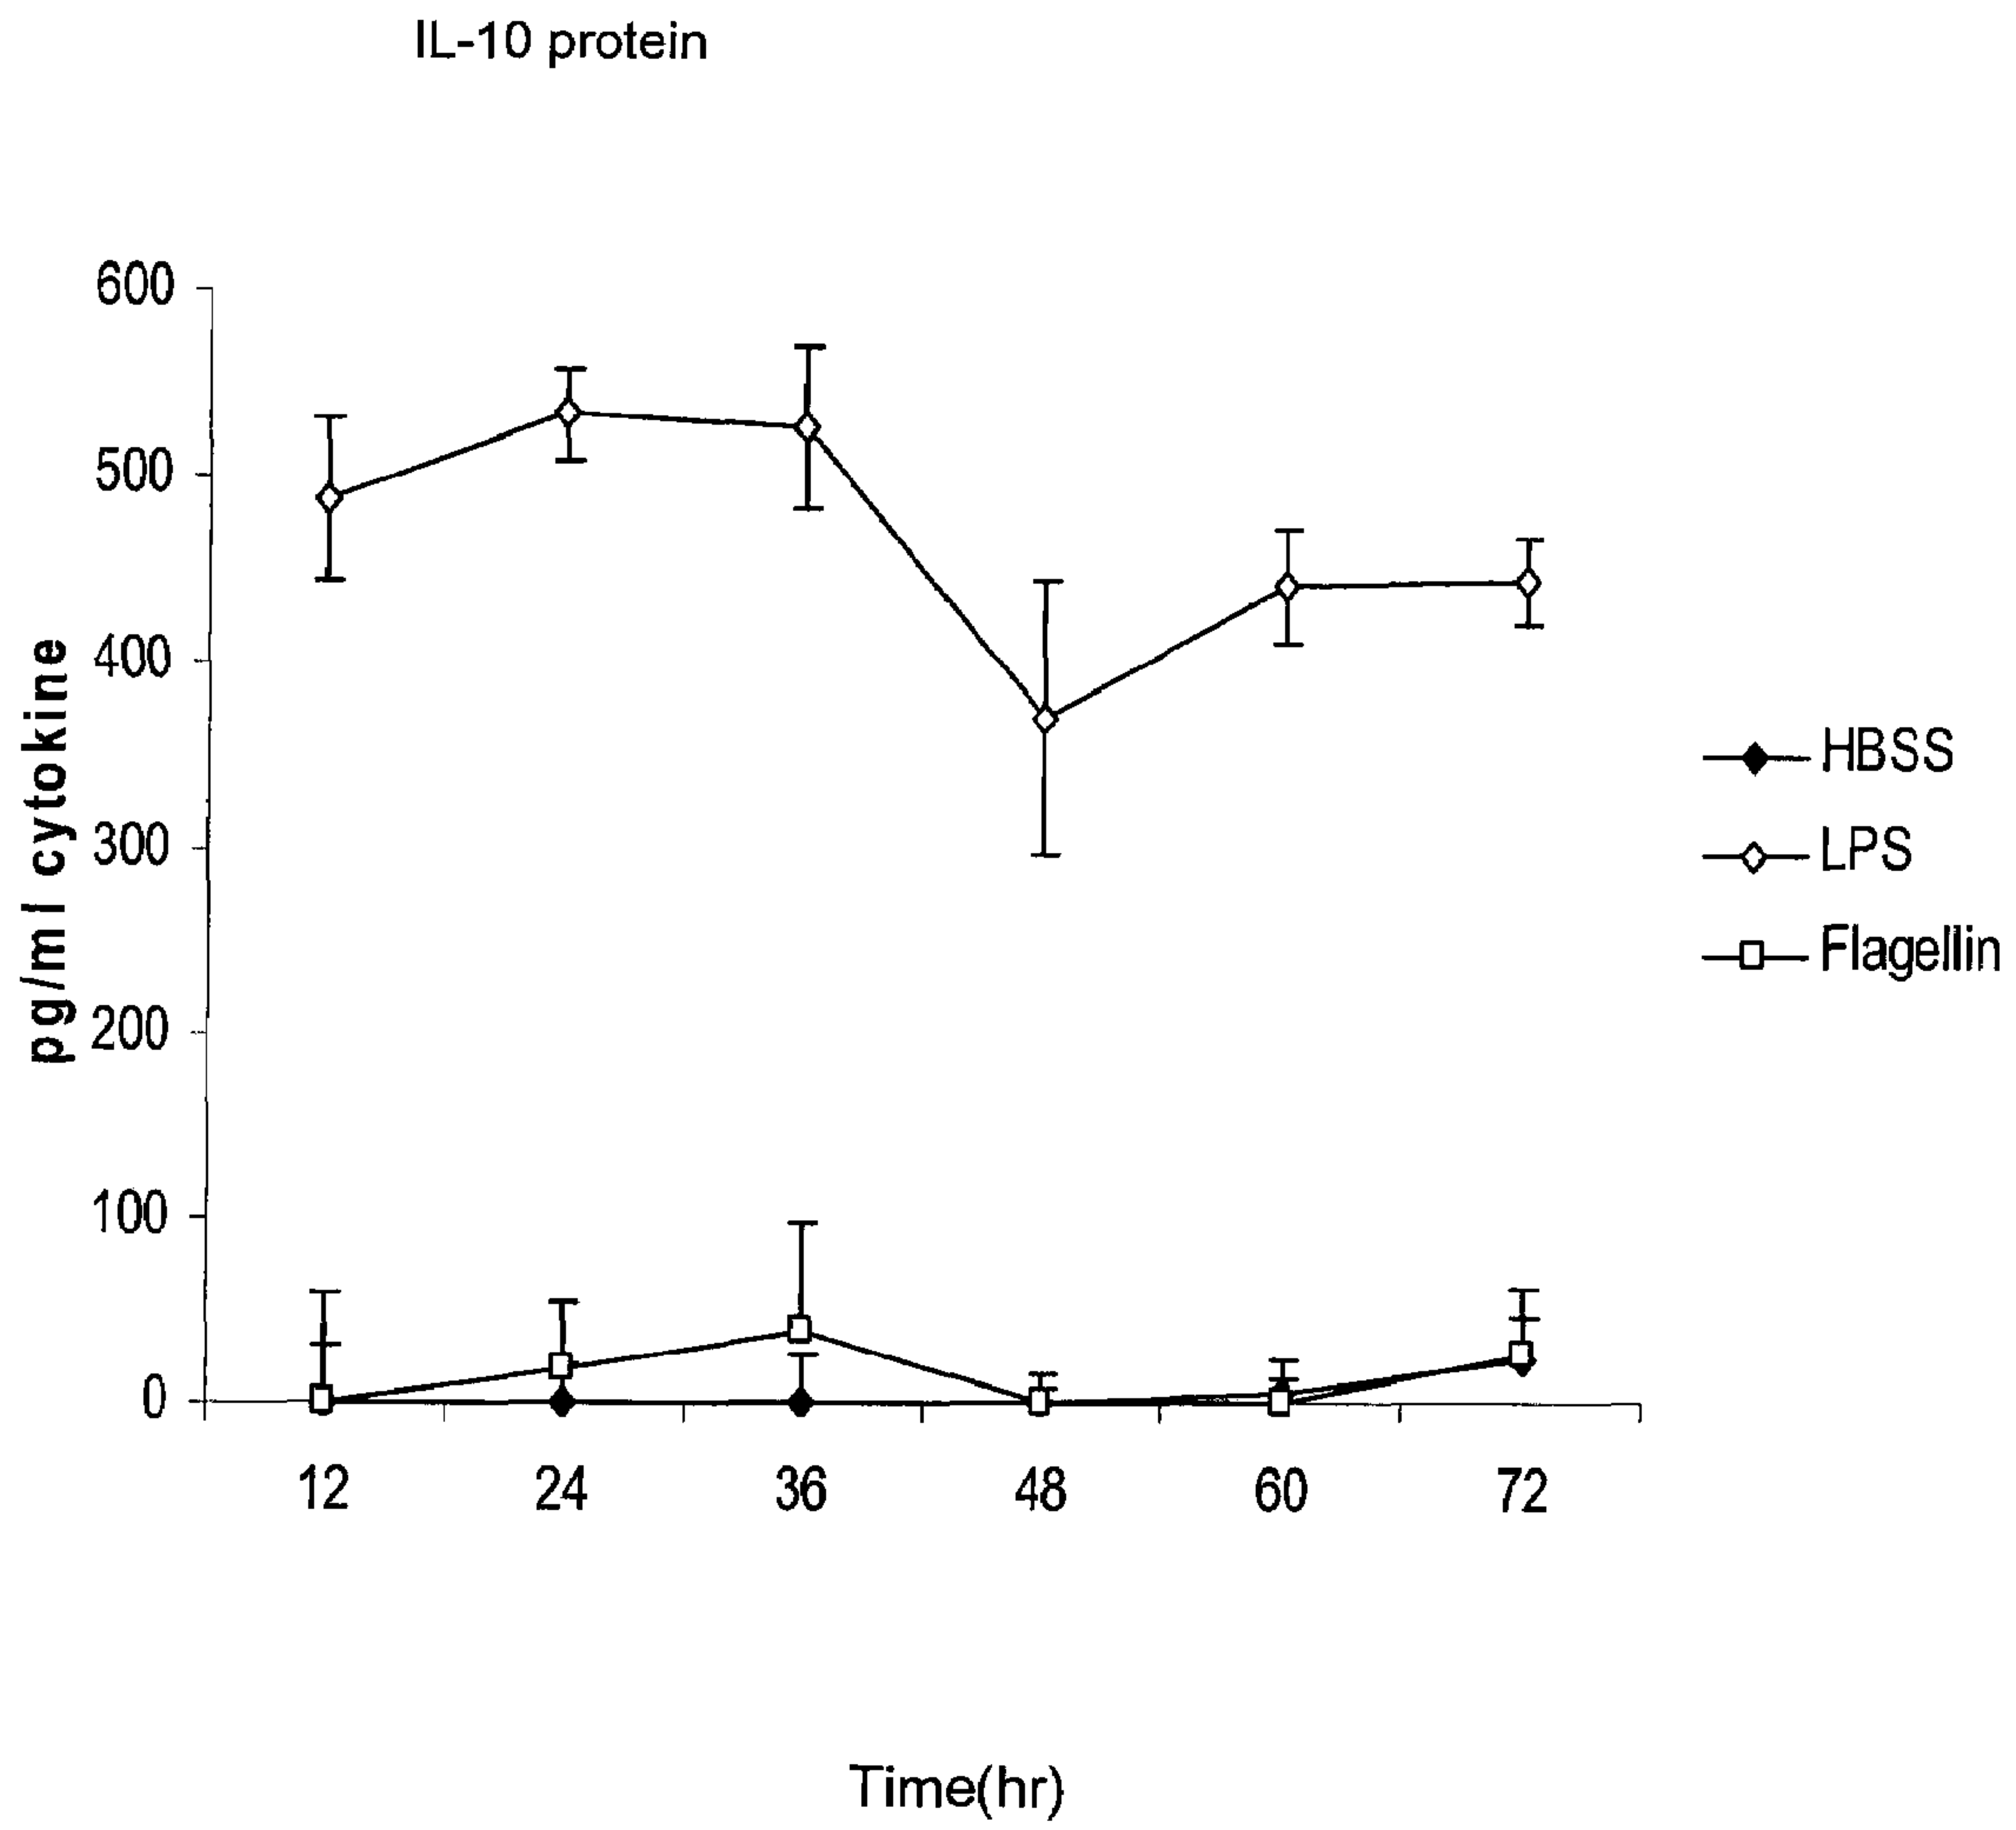 IL-10 protein
600
500
400
300
200
100
0
pg/ml cytokine
12 24 36 48 60 72
Time(hr)
HBSS
LPS
Flagellin